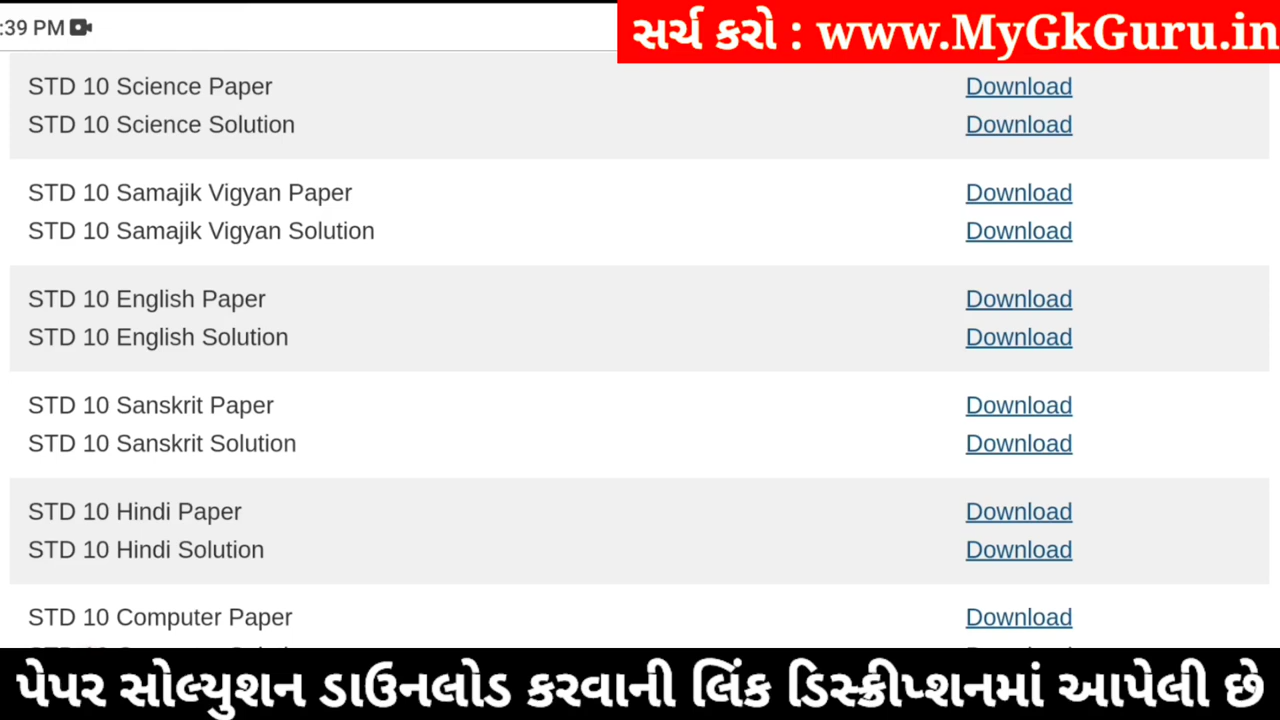 :39 PM
સર્ચ કરો : www.MyGkGuru.in
STD 10 Science Paper Download
STD 10 Science Solution Download
STD 10 Samajik Vigyan Paper Download
STD 10 Samajik Vigyan Solution Download
STD 10 English Paper Download
STD 10 English Solution Download
STD 10 Sanskrit Paper Download
STD 10 Sanskrit Solution Download
STD 10 Hindi Paper Download
STD 10 Hindi Solution Download
STD 10 Computer Paper Download
પેપર સોલ્યુશન ડાઉનલોડ કરવાની લિંક ડિસ્ક્રીપ્શનમાં આપેલી છે